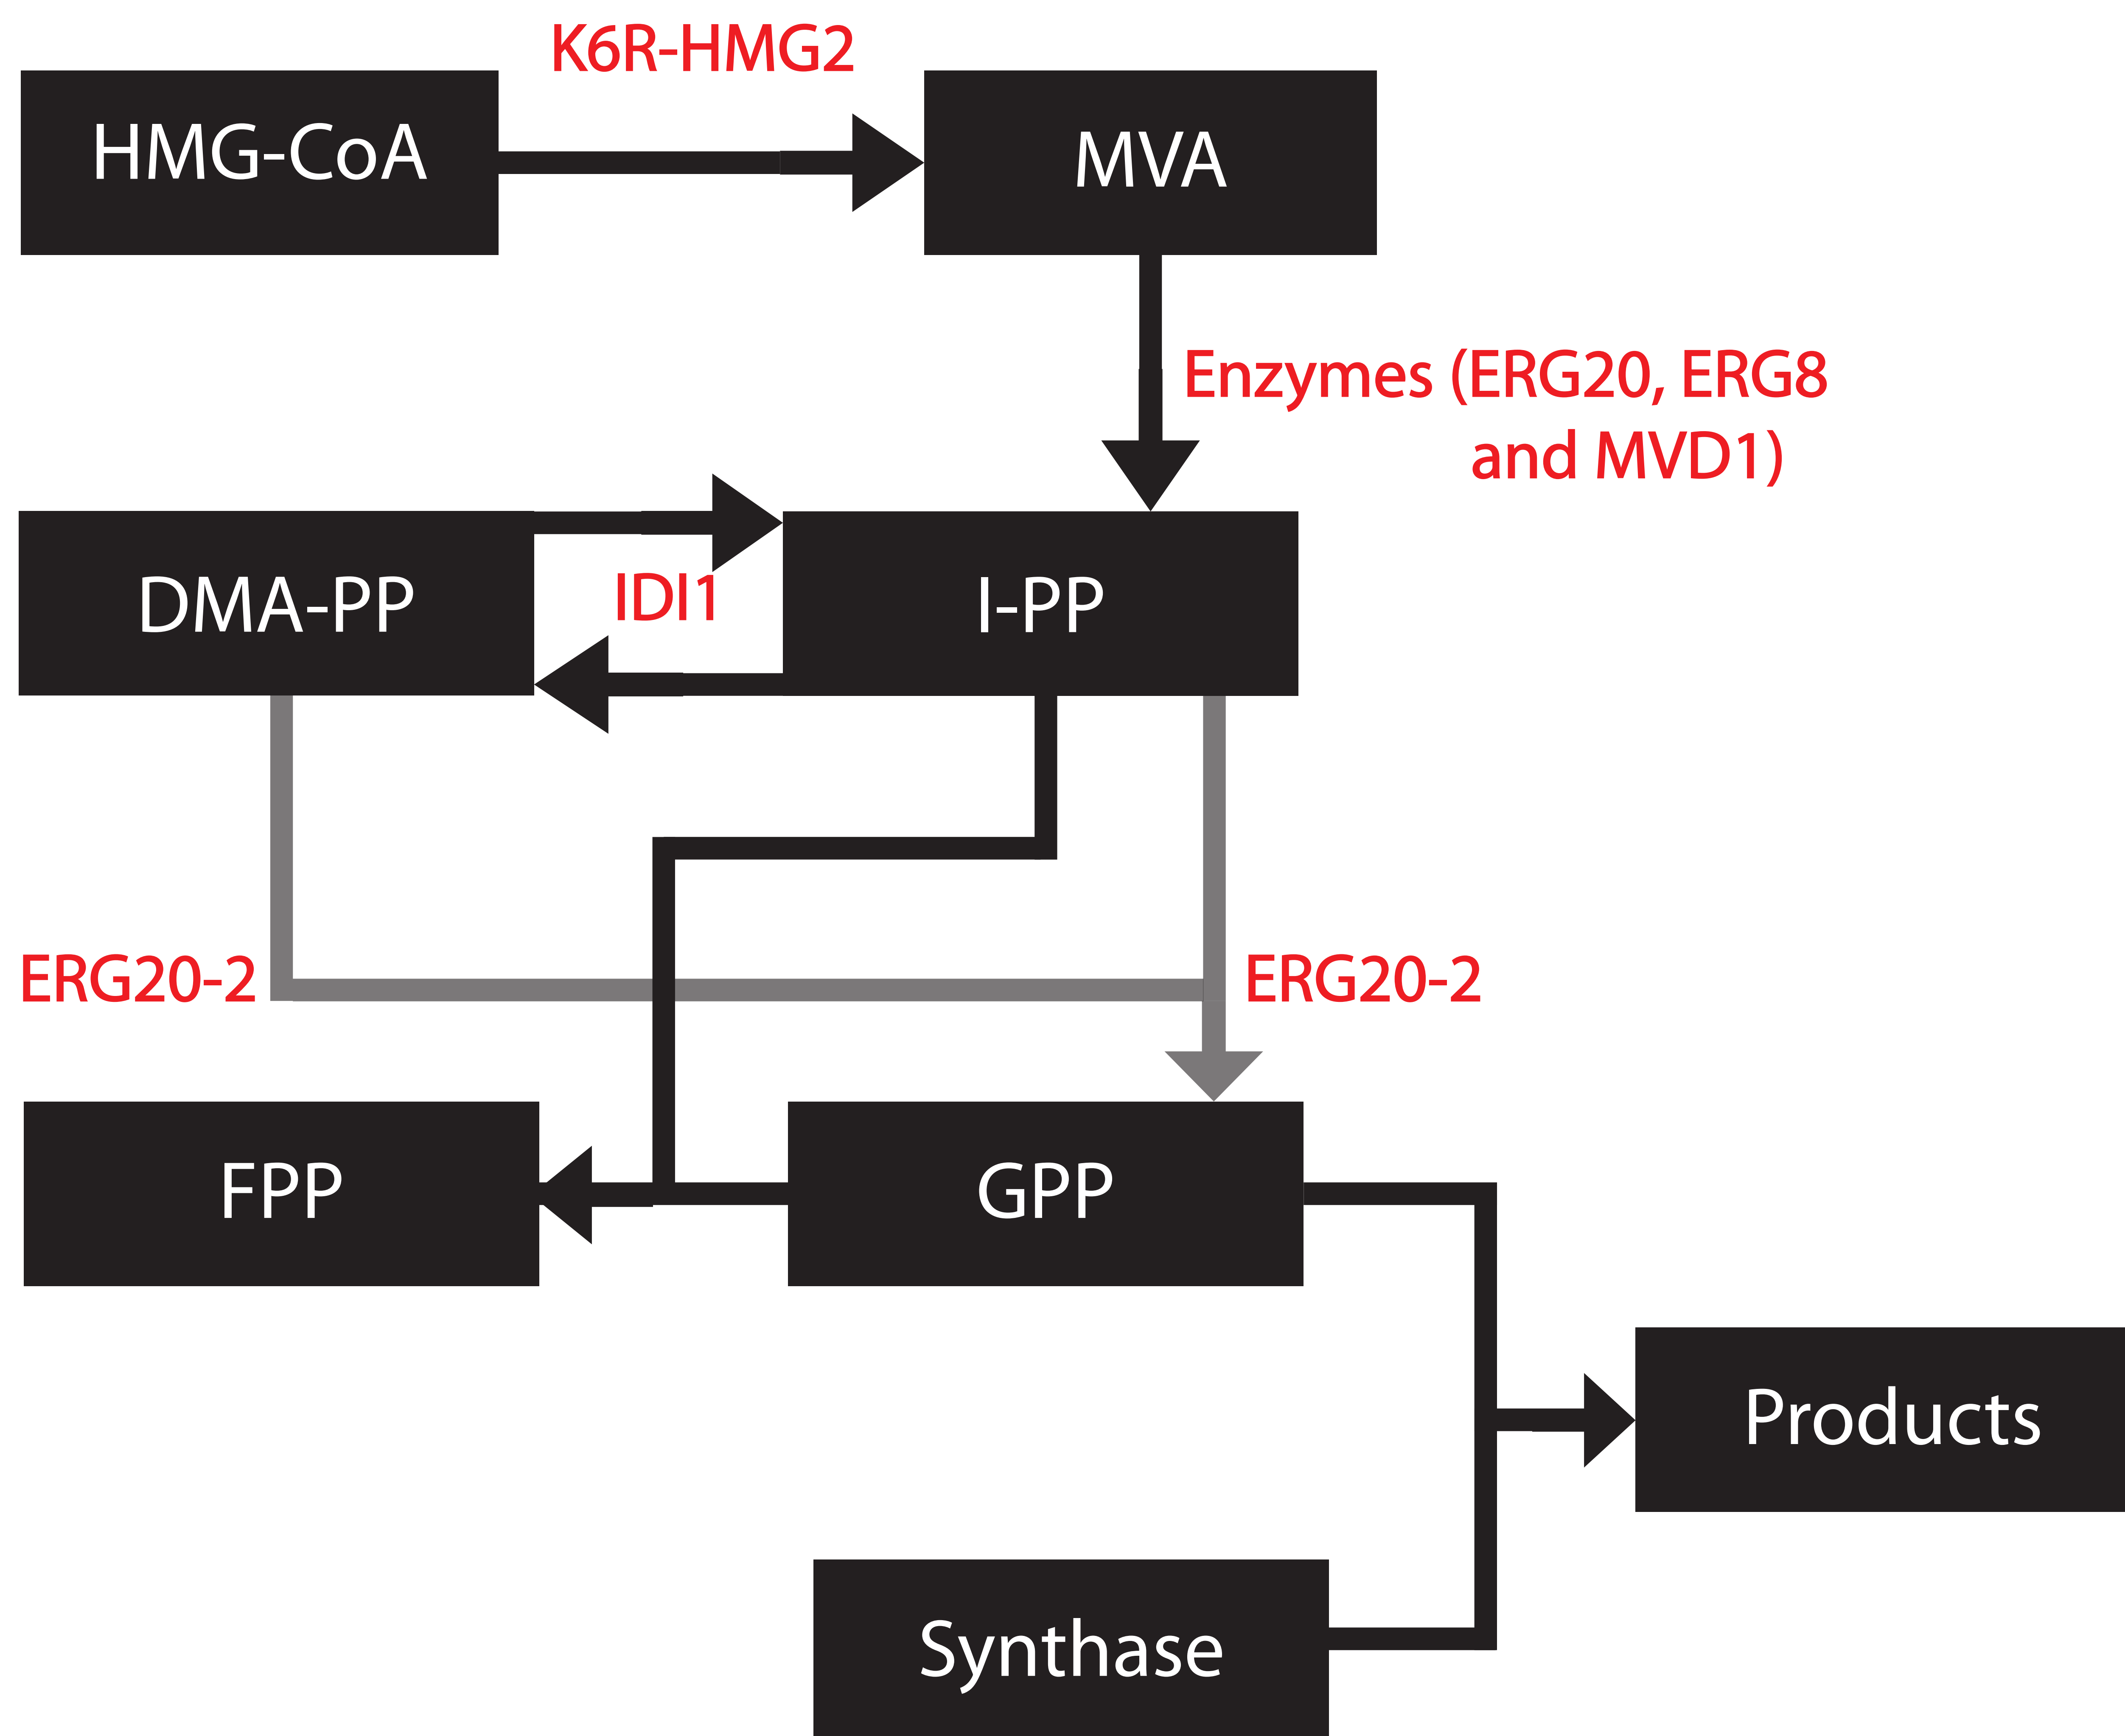 K6R-HMG2
HMG-CoA
MVA
Enzymes (ERG20, ERG8
and MVD1)
DMA-PP
IDI1
I-PP
ERG20-2
ERG20-2
FPP
GPP
Products
Synthase